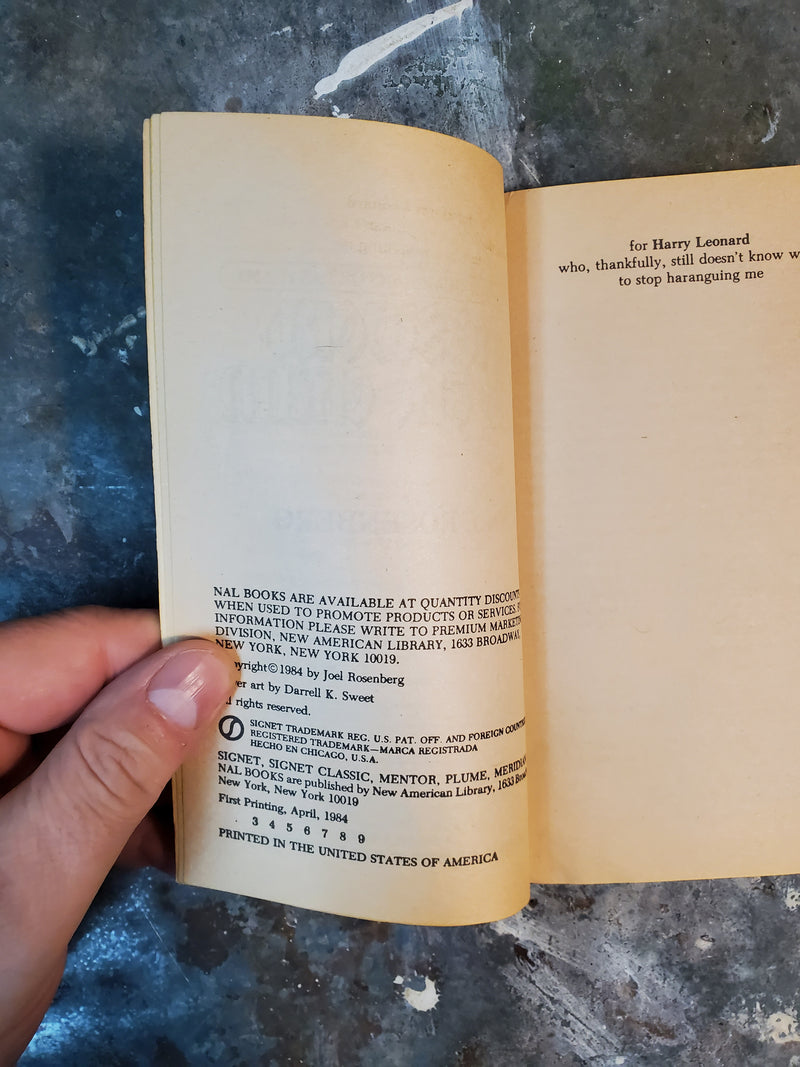 NAL BOOKS ARE AVAILABLE AT QUANTITY DISCOUNTS
WHEN USED TO PROMOTE PRODUCTS OR SERVICES.
INFORMATION PLEASE WRITE TO PREMIUM MARKETING
DIVISION, NEW AMERICAN LIBRARY, 1633 BROADWAY,
NEW YORK, NEW YORK 10019.
©1984 by Joel Rosenberg
art by Darrell K. Sweet
rights reserved.
SIGNET TRADEMARK REG. U.S. PAT. OFF. AND FOREIGN
REGISTERED TRADEMARK—MARCA REGISTRADA
HECHO EN CHICAGO, U.S.A.
SIGNET, SIGNET CLASSIC, MENTOR, PLUME, MERIDIAN
NAL BOOKS are published by New American Library, 1633
New York, New York 10019
First Printing, April, 1984
3 4 5 6 7 8 9
PRINTED IN THE UNITED STATES OF AMERICA
for Harry Leonard
who, thankfully, still doesn't know
to stop haranguing me